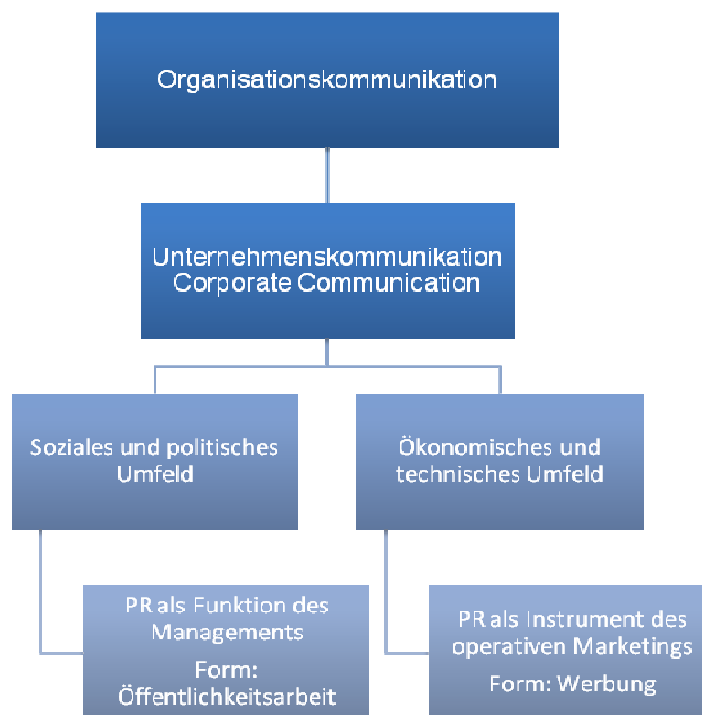 Organisationskommunikation
Unternehmenskommunikation
Corporate Communication
Soziales und politisches
Umfeld
Ökonomisches und
technisches Umfeld
PR als Funktion des
Managements
Form:
Öffentlichkeitsarbeit
PR als Instrument des
operativen Marketings
Form: Werbung